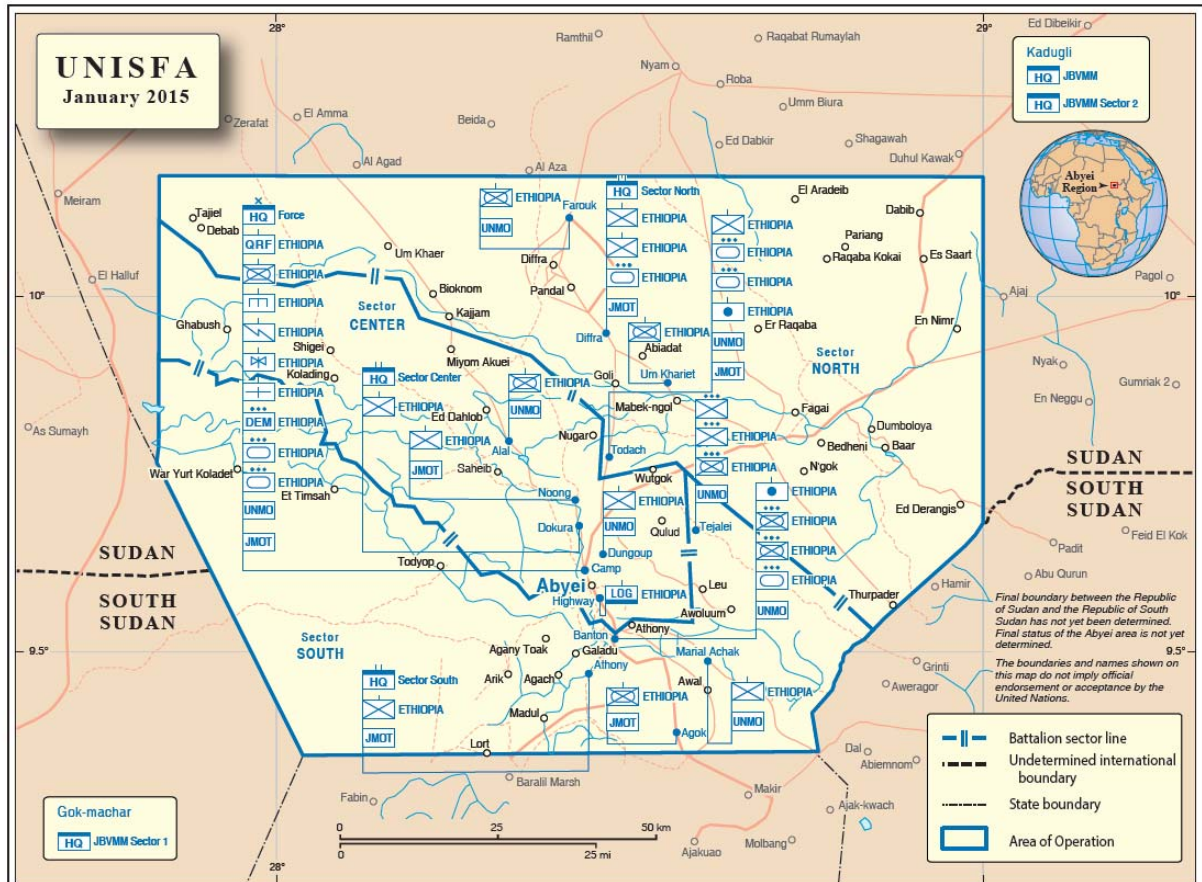 UNISFA
January 2015
28°
29°
Ed Dibeikir
Ramthil
Raqabat Rumaylah
Nyam
Roba
Umm Biura
Zerafat
El Amma
Beida
Ed Dabkir
Shagawah
Duhul Kawak
Al Agad
Al Aza
Meiram
Kadugli
HQ JBVMM
HQ JBVMM Sector 2
Abyei
Region
Tajiel
Debab
HQ Force
QRF ETHIOPIA
ETHIOPIA
ETHIOPIA
ETHIOPIA
ETHIOPIA
ETHIOPIA
DEM ETHIOPIA
ETHIOPIA
ETHIOPIA
UNMO
JMOT
ETHIOPIA
UNMO
Farouk
HQ Sector North
ETHIOPIA
ETHIOPIA
ETHIOPIA
JMOT
Diffra
ETHIOPIA
ETHIOPIA
ETHIOPIA
ETHIOPIA
UNMO
JMOT
ETHIOPIA
Abiadat
Um Khariet
El Aradeib
Dabib
Pariang
Raqaba Kokai
Es Saart
Um Khaer
Diffra
Pandal
Bioknom
Kajjam
El Halluf
10°
10°
Pagol
Ajaj
Sector
CENTER
Ghabush
Shigei
Miyom Akuei
Kolading
Er Raqaba
En Nimr
Sector
NORTH
Nyak
Gumriak 2
En Neggu
HQ Sector Center
ETHIOPIA
ETHIOPIA
UNMO
Alal
Goli
Mabek-ngol
Ed Dahlob
ETHIOPIA
JMOT
Nugar
Saheib
Todach
ETHIOPIA
ETHIOPIA
ETHIOPIA
UNMO
Fagai
Dumboloya
Bedheni
Baar
N'gok
As Sumayh
War Yurt Koladet
Et Timsah
Noong
Dokura
Wutgok
ETHIOPIA
UNMO
Qulud
Tejalei
Dungoup
ETHIOPIA
ETHIOPIA
ETHIOPIA
ETHIOPIA
UNMO
Ed Derangis
SUDAN
SOUTH
SUDAN
Feid El Kok
Padit
Abu Qurun
Hamir
SUDAN
SOUTH
SUDAN
Todyop
Camp
Abyei
Highway
LOG ETHIOPIA
Leu
Awoluum
Thurpader
Banton
Athony
Sector
SOUTH
Agany Toak
Galadu
Athony
Arik
Agach
Marial Achak
Awal
9.5°
9.5°
Grinti
Aweragor
HQ Sector South
ETHIOPIA
JMOT
Madul
Lort
ETHIOPIA
JMOT
Agok
ETHIOPIA
UNMO
Final boundary between the Republic
of Sudan and the Republic of South
Sudan has not yet been determined.
Final status of the Abyei area is not yet
determined.
The boundaries and names shown on
this map do not imply official
endorsement or acceptance by the
United Nations.
Dal
Abiemnom
Baralil Marsh
Fabin
Makir
Ajak-kwach
Ajakuao
Molbang
Gok-machar
HQ JBVMM Sector 1
0 25 50 km
0 25 mi
28°
Battalion sector line
Undetermined international
boundary
State boundary
Area of Operation